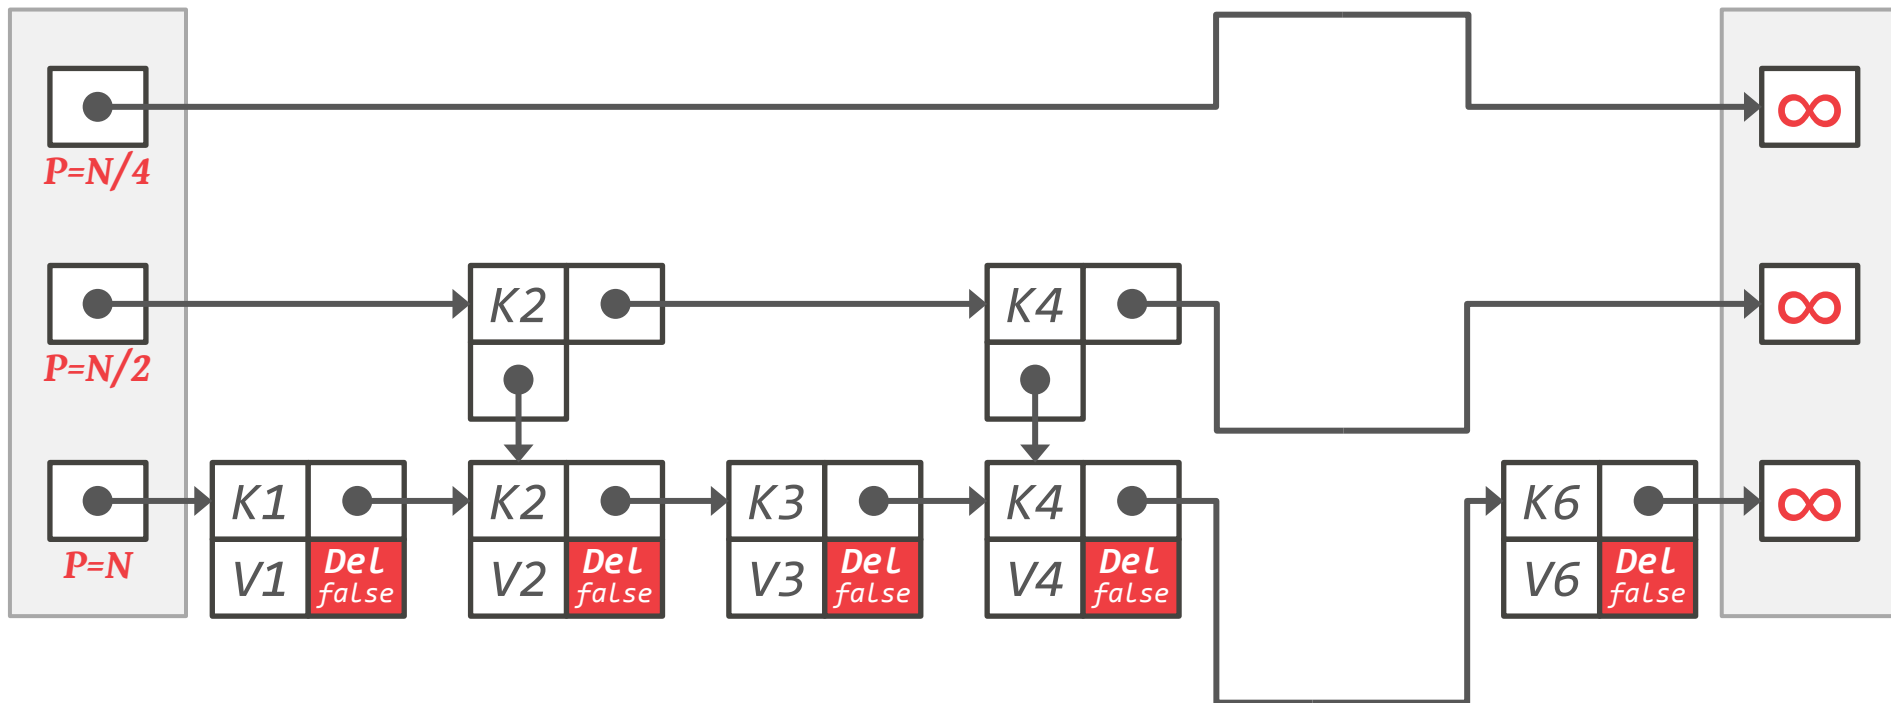 ∞
P=N/4
K2
K4
∞
P=N/2
K1
K2
K3
K4
K6
∞
P=N
V1
Del
false
V2
Del
false
V3
Del
false
V4
Del
false
V6
Del
false